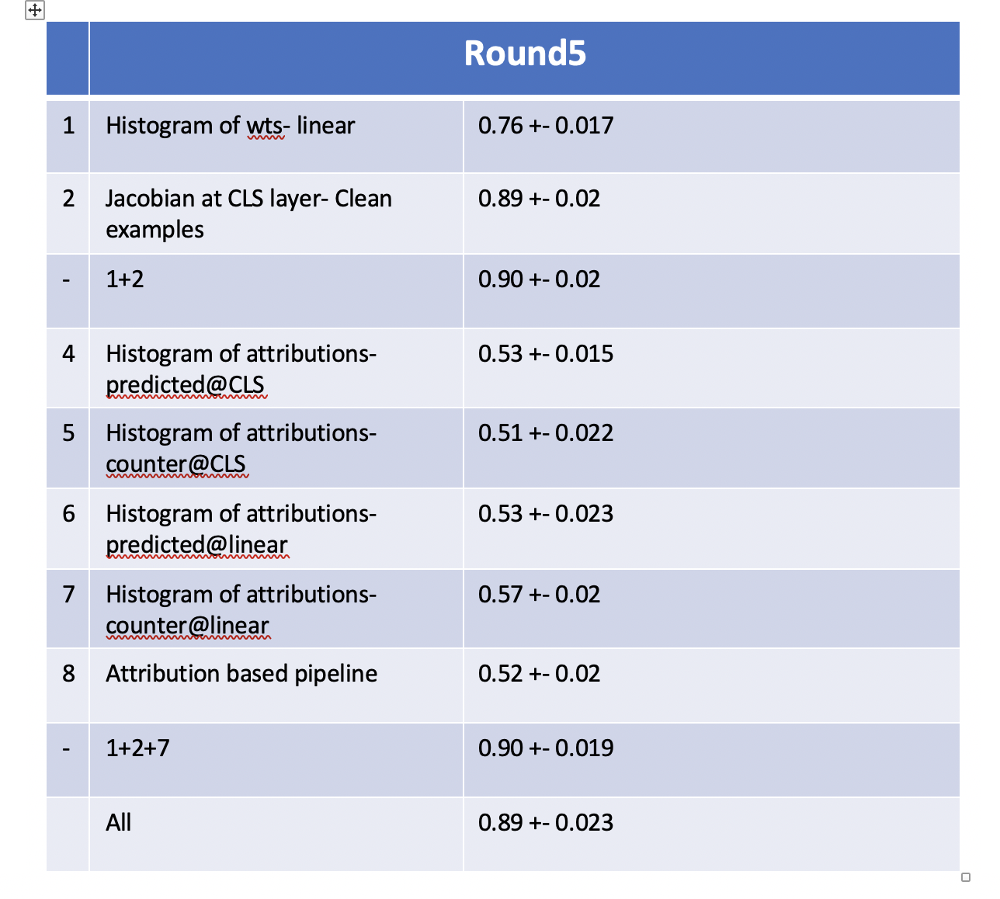 Round5
1 Histogram of wts- linear 0.76 +- 0.017
2 Jacobian at CLS layer- Clean 0.89 +- 0.02
examples
- 1+2 0.90 +- 0.02
4 Histogram of attributions- 0.53 +- 0.015
predicted@CLS
5 Histogram of attributions- 0.51 +- 0.022
counter@CLS
6 Histogram of attributions- 0.53 +- 0.023
predicted@linear
7 Histogram of attributions- 0.57 +- 0.02
counter@linear
8 Attribution based pipeline 0.52 +- 0.02
- 1+2+7 0.90 +- 0.019
All 0.89 +- 0.023